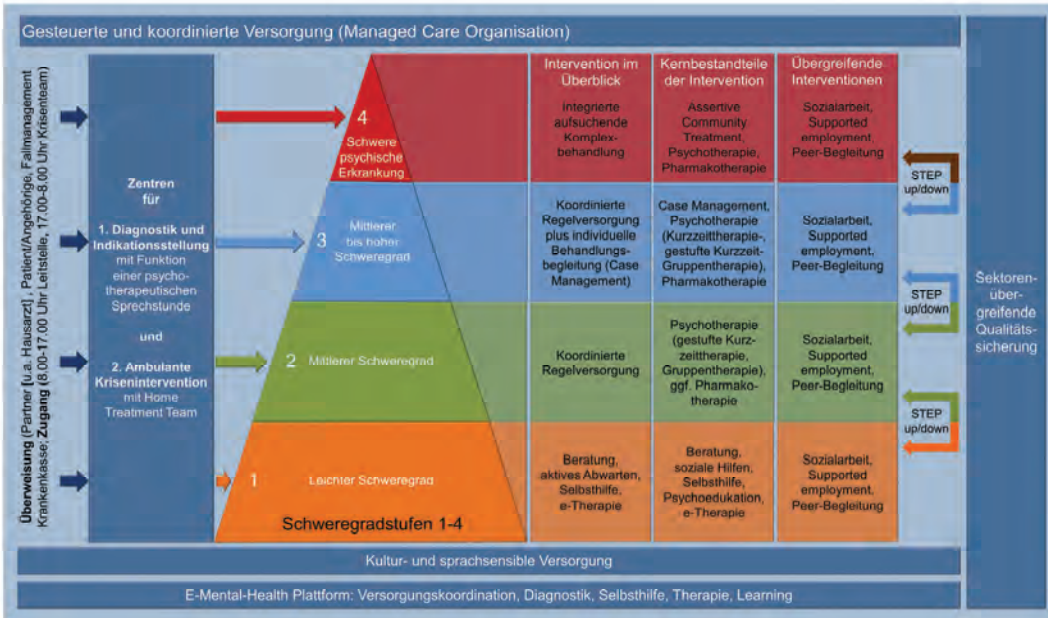 Gesteuerte und koordinierte Versorgung (Managed Care Organisation)
Überweisung (Partner [u.a. Hausarzt] , Patient/Angehörige, Fallmanagement
Krankenkasse; Zugang (8.00-17.00 Uhr Leitstelle, 17.00-8.00 Uhr Krisenteam)
Zentren
für
1. Diagnostik und
Indikationsstellung
mit Funktion
einer psycho-
therapeutischen
Sprechstunde
und
2. Ambulante
Krisenintervention
mit Home
Treatment Team
4
Schwere
psychische
Erkrankung
3
Mittlerer
bis hoher
Schweregrad
2
Mittlerer Schweregrad
1
Leichter Schweregrad
Schweregradstufen 1-4
Intervention im
Überblick
Integrierte
aufsuchende
Komplex-
behandlung
Koordinierte
Regelversorgung
plus individuelle
Behandlungs-
begleitung (Case
Management)
Koordinierte
Regelversorgung
Beratung,
aktives Abwarten,
Selbsthilfe,
e-Therapie
Kernbestandteile
der Intervention
Assertive
Community
Treatment,
Psychotherapie,
Pharmakotherapie
Case Management,
Psychotherapie
(Kurzzeittherapie-,
gestufte Kurzzeit-
Gruppentherapie),
Pharmakotherapie
Psychotherapie
(gestufte Kurz-
zeittherapie,
Gruppentherapie),
ggf. Pharmako-
therapie
Beratung,
soziale Hilfen,
Selbsthilfe,
Psychoedukation,
e-Therapie
Übergreifende
Interventionen
Sozialarbeit,
Supported
employment,
Peer-Begleitung
Sozialarbeit,
Supported
employment,
Peer-Begleitung
Sozialarbeit,
Supported
employment,
Peer-Begleitung
Sozialarbeit,
Supported
employment,
Peer-Begleitung
STEP
up/down
STEP
up/down
STEP
up/down
Sektoren-
über-
greifende
Qualitäts-
sicherung
Kultur- und sprachsensible Versorgung
E-Mental-Health Plattform: Versorgungskoordination, Diagnostik, Selbsthilfe, Therapie, Learning